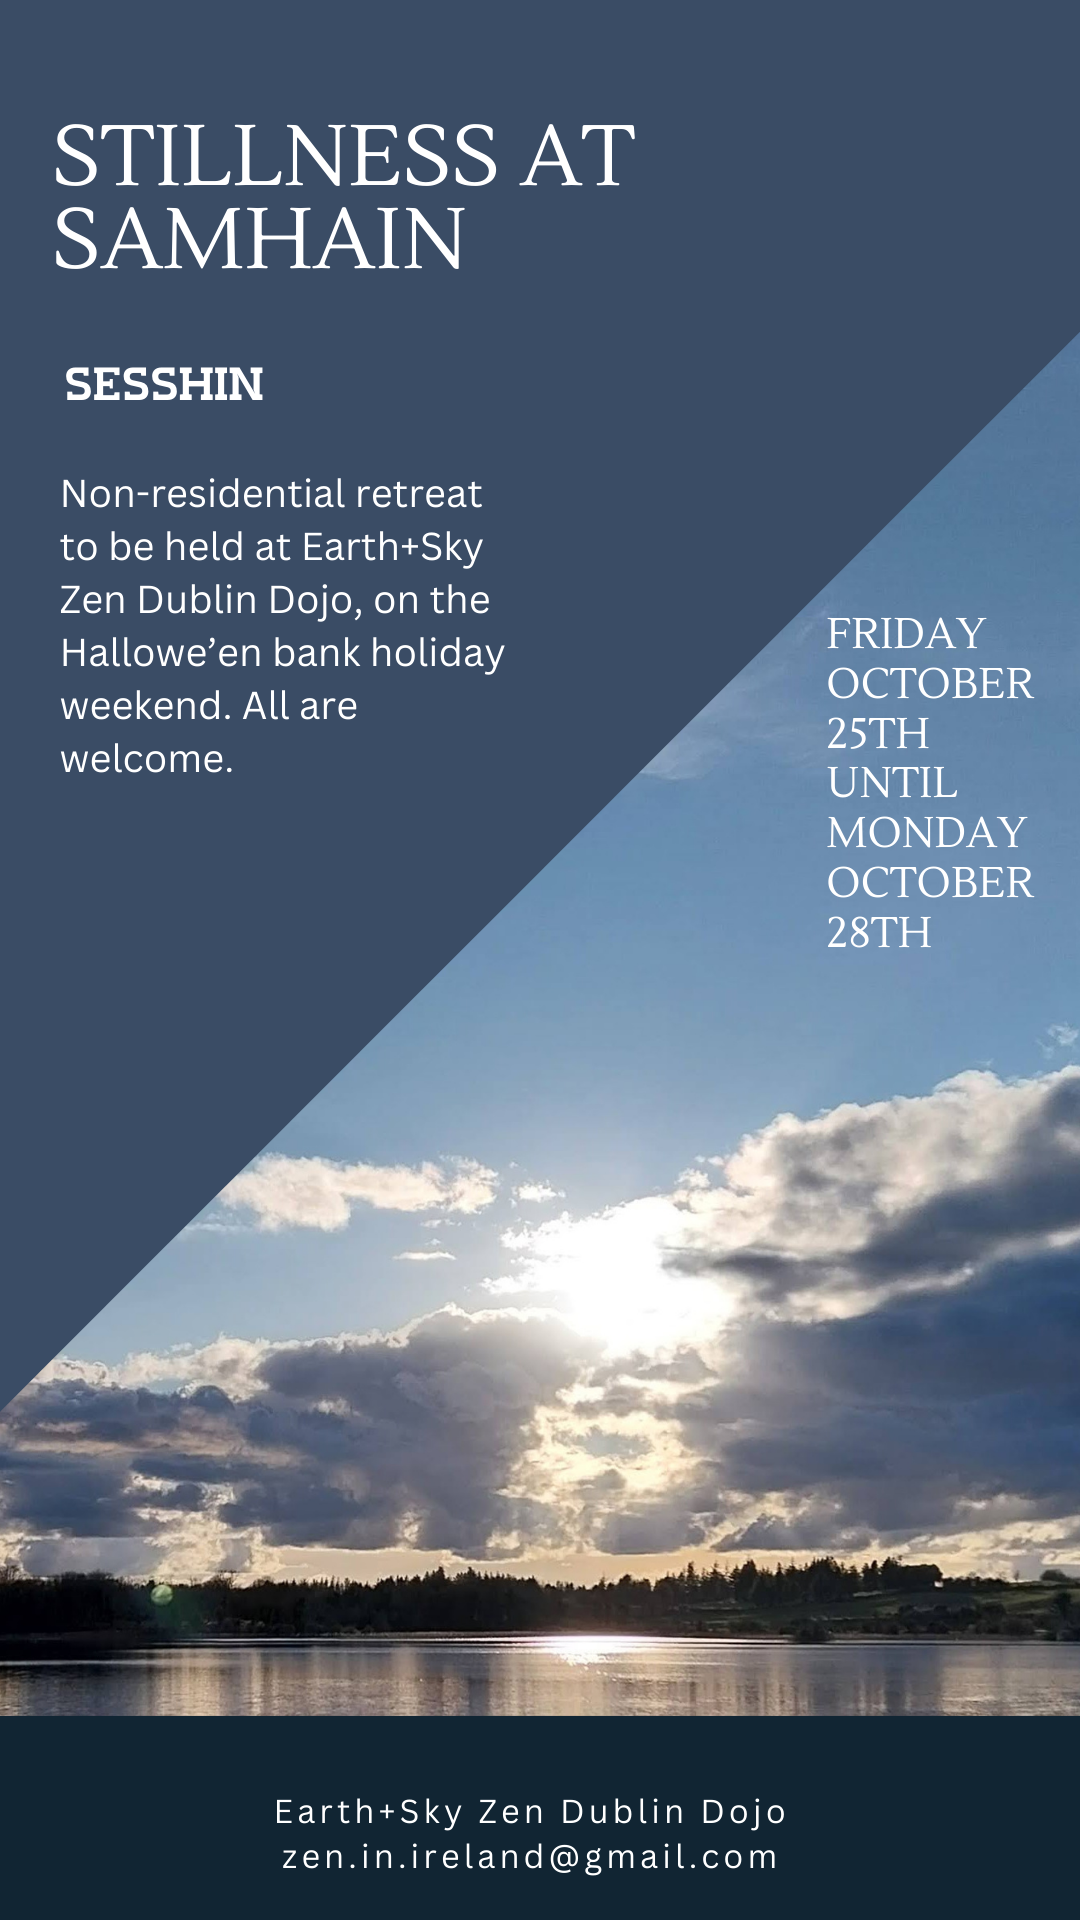 STILLNESS AT
SAMHAIN
SESSHIN
Non-residential retreat
to be held at Earth+Sky
Zen Dublin Dojo, on the
Hallowe’en bank holiday
weekend. All are
welcome.
FRIDAY
OCTOBER
25TH
UNTIL
MONDAY
OCTOBER
28TH
Earth+Sky Zen Dublin Dojo
zen.in.ireland@gmail.com